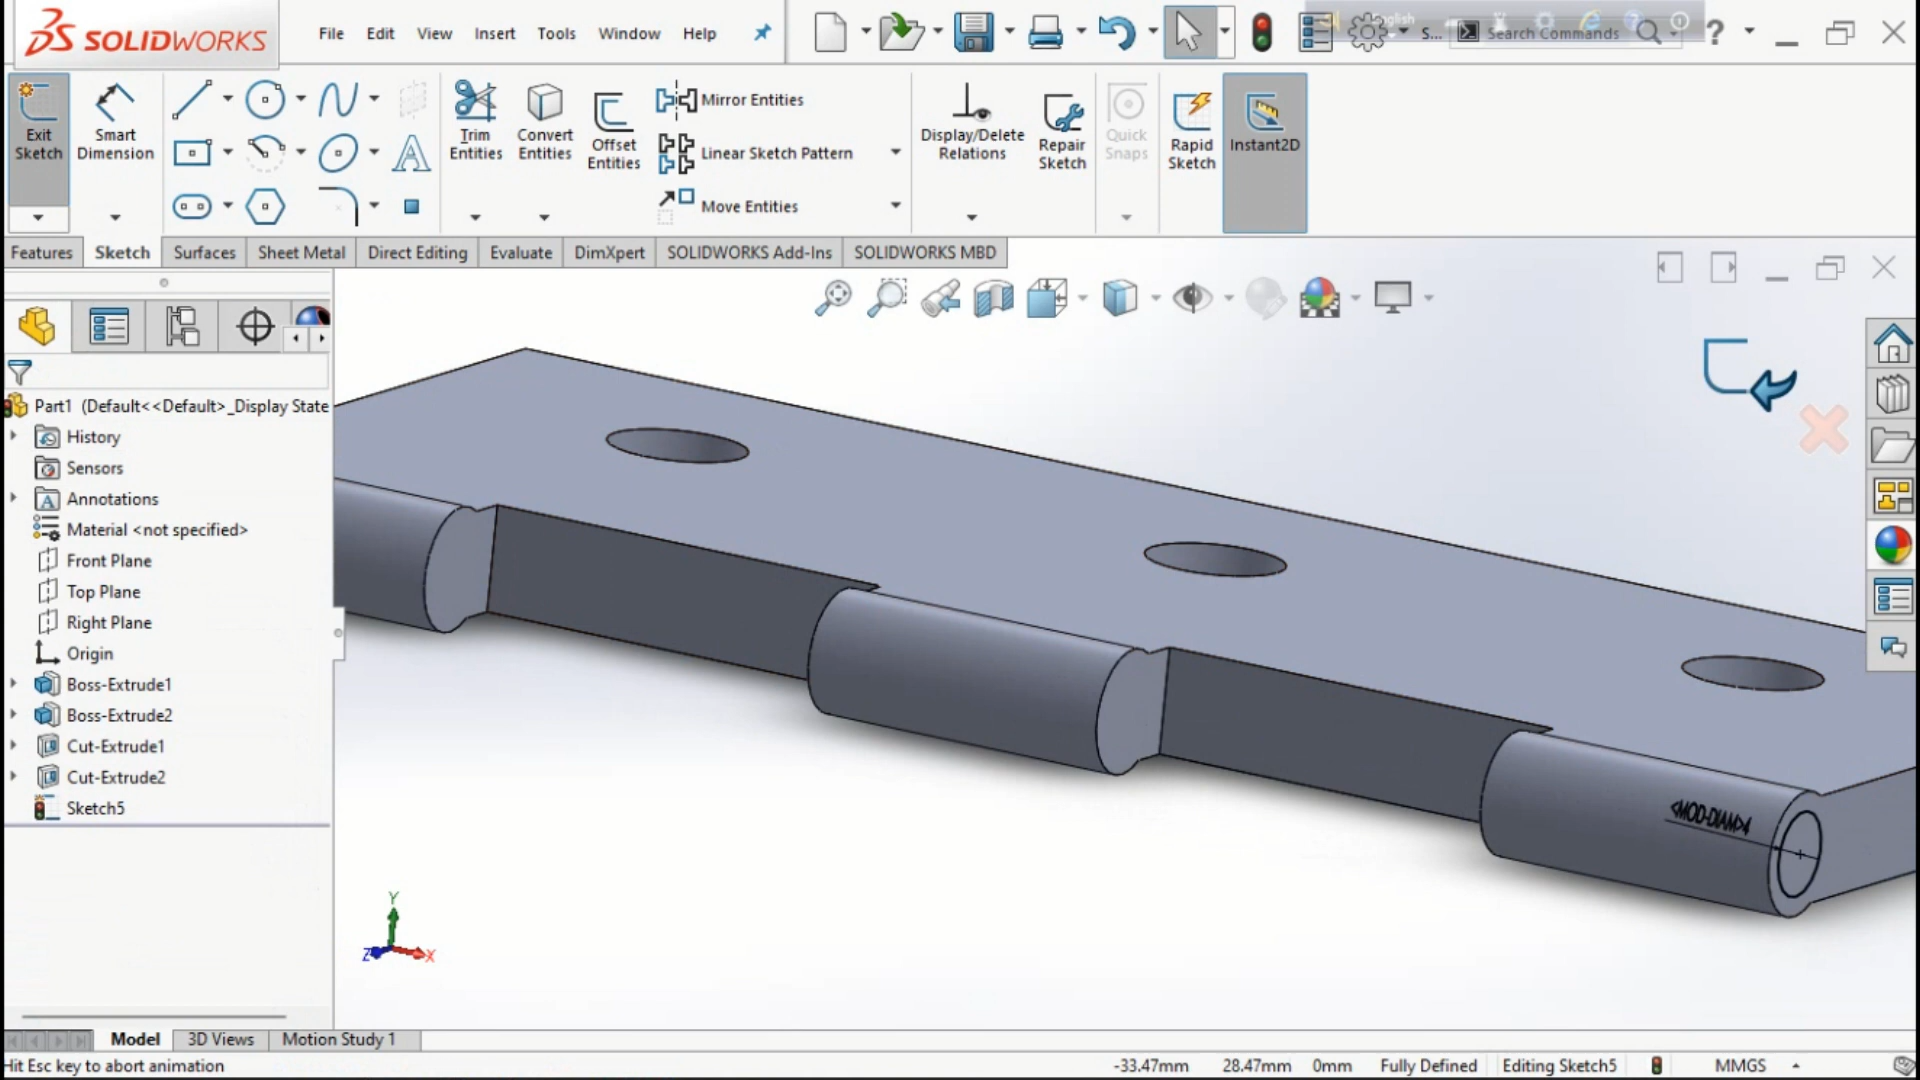 SOLIDWORKS
File Edit View Insert Tools Window Help
S... Search Commands
Exit Sketch
Smart Dimension
Trim Entities
Convert Entities
Offset Entities
Mirror Entities
Linear Sketch Pattern
Move Entities
Display/Delete Relations
Repair Sketch
Quick Snaps
Rapid Sketch
Instant2D
Features Sketch Surfaces Sheet Metal Direct Editing Evaluate DimXpert SOLIDWORKS Add-Ins SOLIDWORKS MBD
Part1 (Default<<Default>_Display State
History
Sensors
Annotations
Material <not specified>
Front Plane
Top Plane
Right Plane
Origin
Boss-Extrude1
Boss-Extrude2
Cut-Extrude1
Cut-Extrude2
Sketch5
<MOD-DIAM>4
Y
Z X
Model 3D Views Motion Study 1
Hit Esc key to abort animation
-33.47mm 28.47mm 0mm Fully Defined Editing Sketch5 MMGS